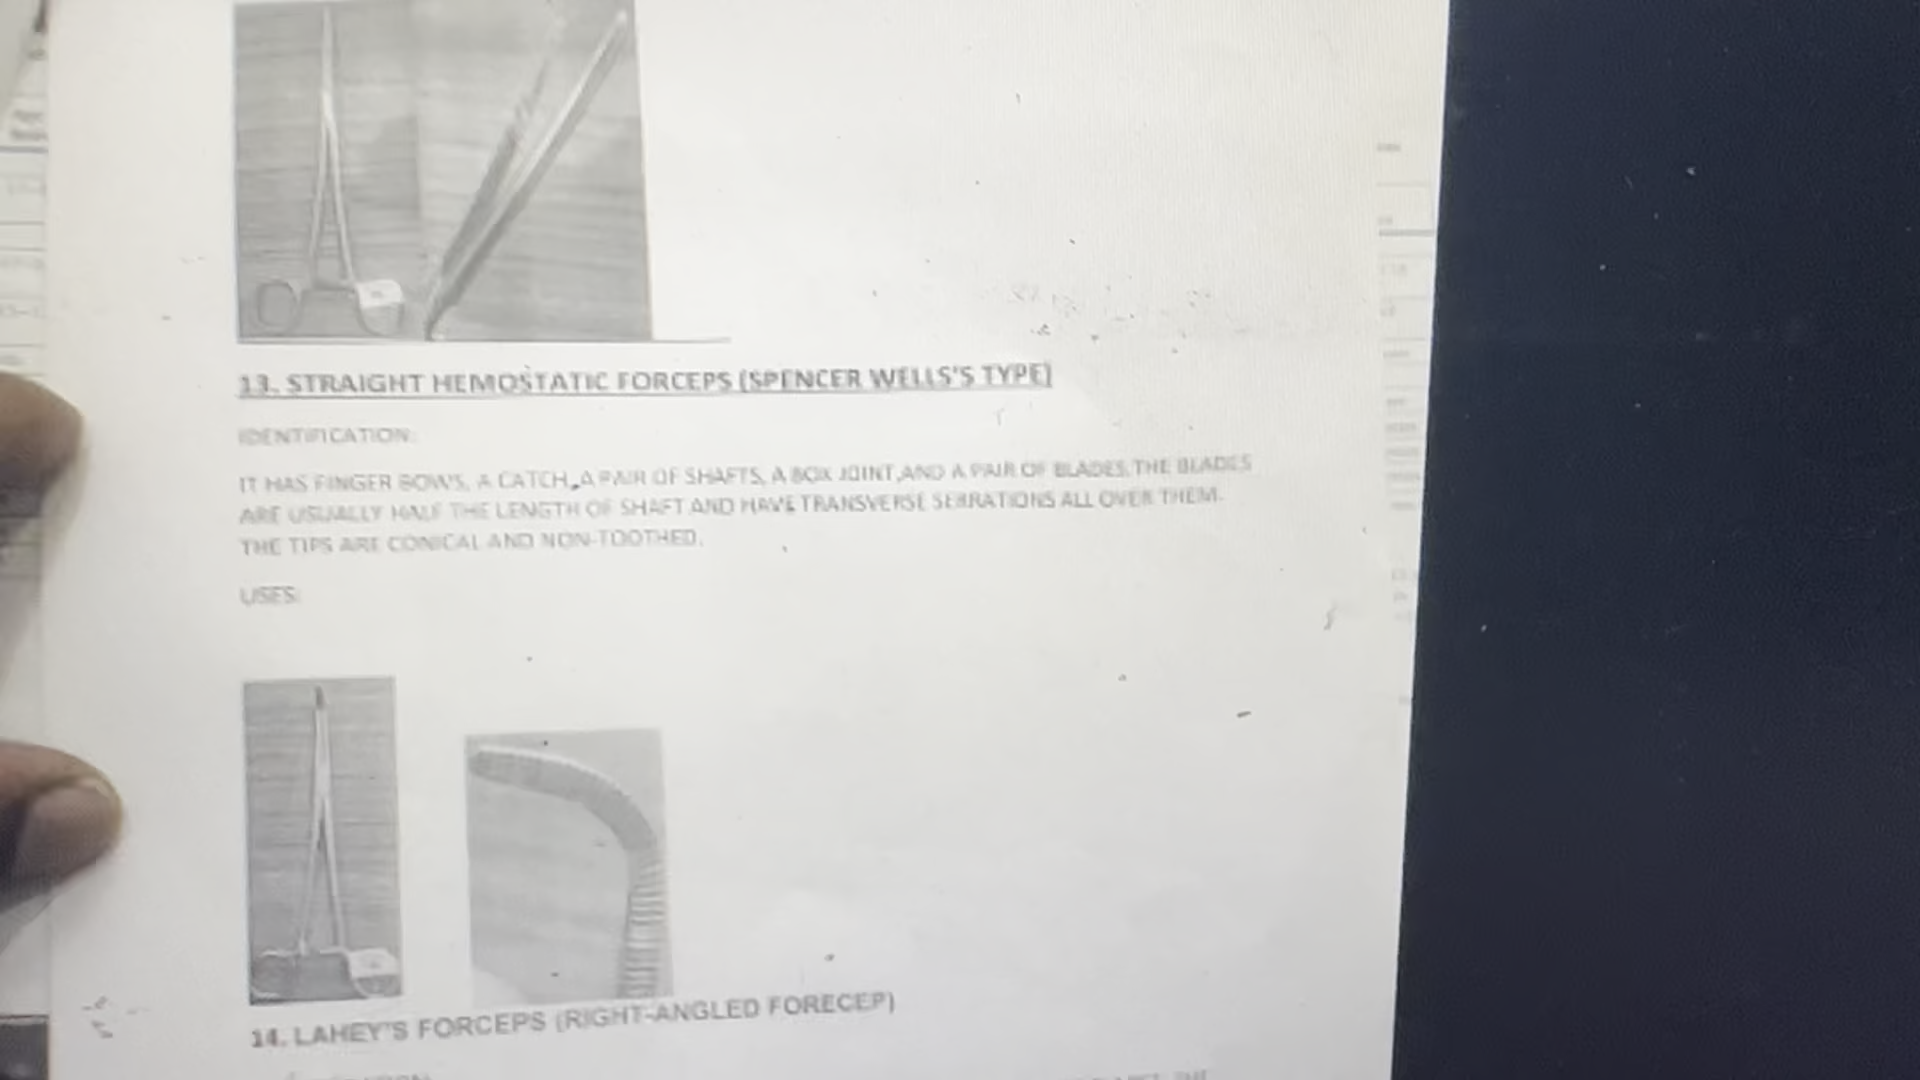 13. STRAIGHT HEMOSTATIC FORCEPS (SPENCER WELLS'S TYPE)
IDENTIFICATION:
IT HAS FINGER BOWS, A CATCH, A PAIR OF SHAFTS, A BOX JOINT, AND A PAIR OF BLADES. THE BLADES
ARE USUALLY HALF THE LENGTH OF SHAFT AND HAVE TRANSVERSE SERRATIONS ALL OVER THEM.
THE TIPS ARE CONICAL AND NON-TOOTHED.
USES:
14. LAHEY'S FORCEPS (RIGHT-ANGLED FORECEP)